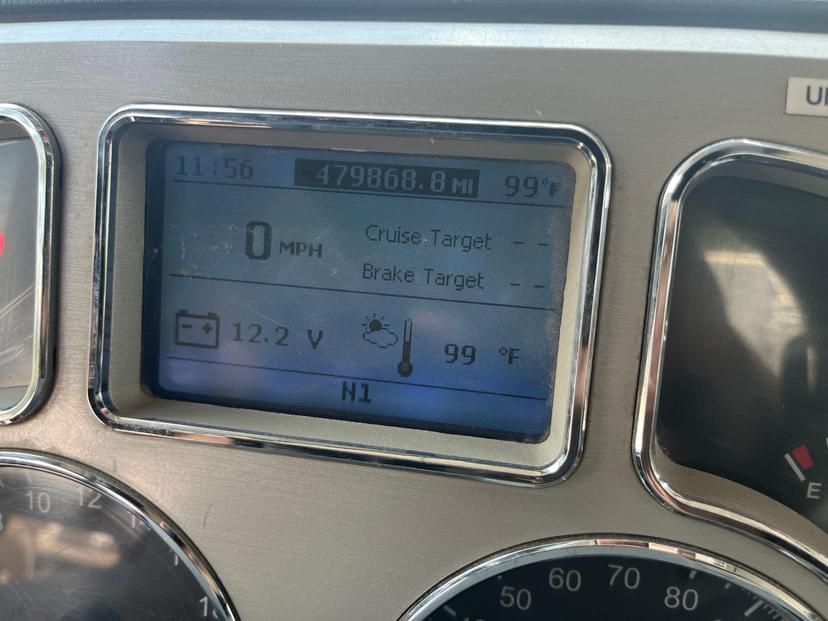 11:56 479868.8 MI 99°F
0 MPH
Cruise Target - -
Brake Target - -
- + 12.2 V
99 °F
N1
E
10 12
50 60 70 80